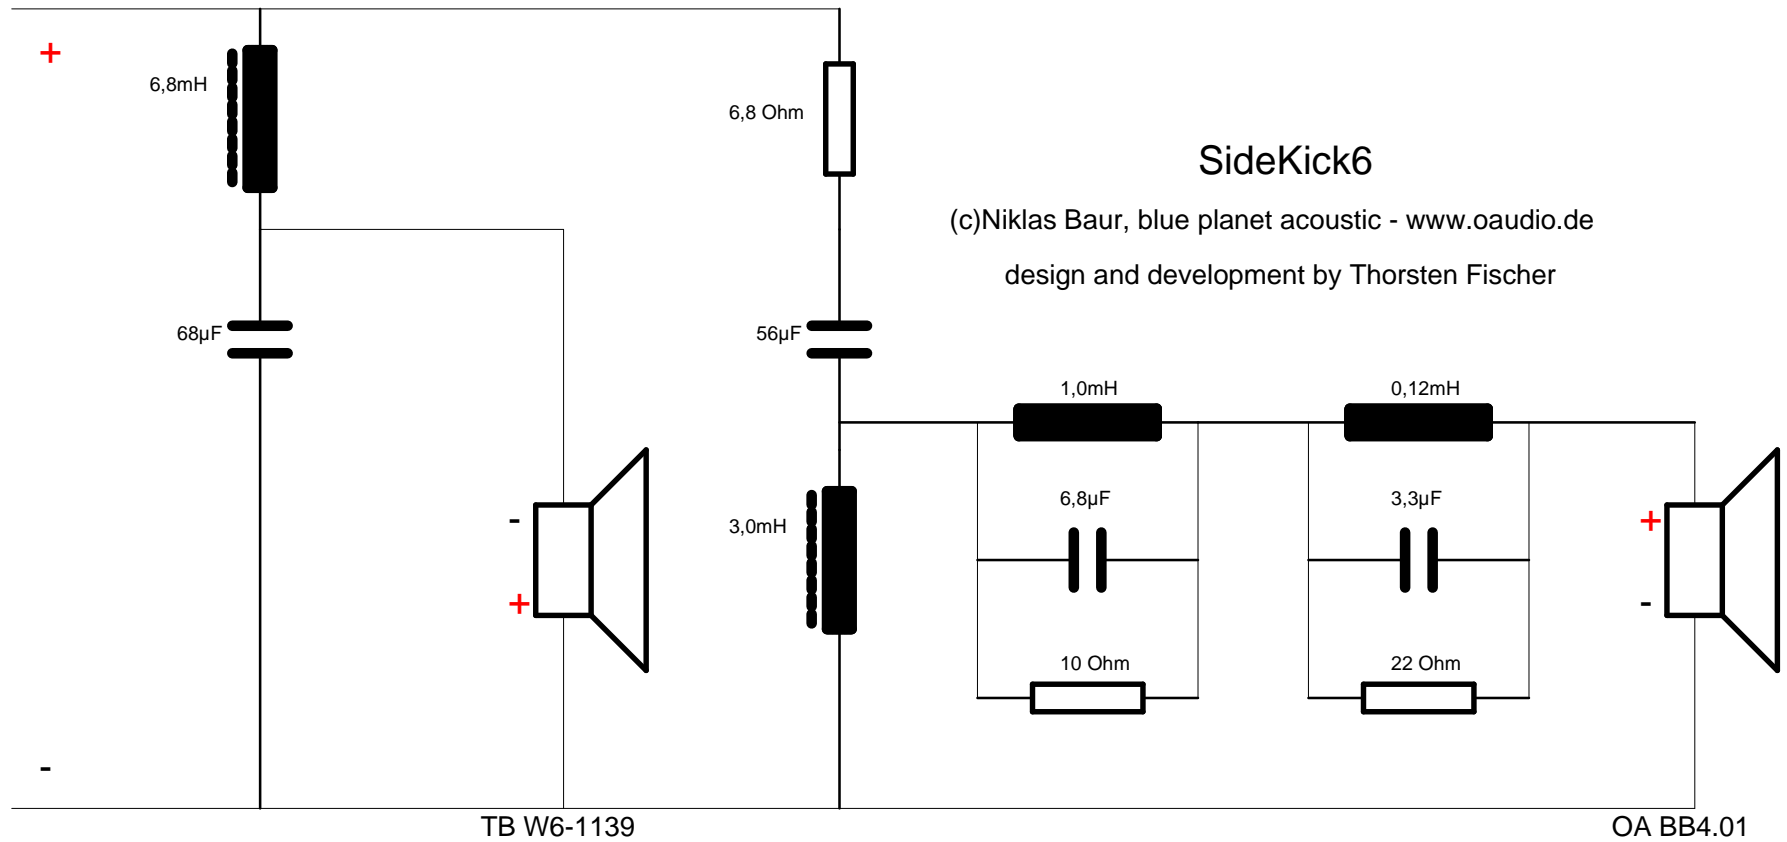 +
6,8mH
6,8 Ohm
SideKick6
(c)Niklas Baur, blue planet acoustic - www.oaudio.de
design and development by Thorsten Fischer
68µF
56µF
1,0mH
0,12mH
6,8µF
3,3µF
-
3,0mH
+
+
-
10 Ohm
22 Ohm
-
TB W6-1139
OA BB4.01